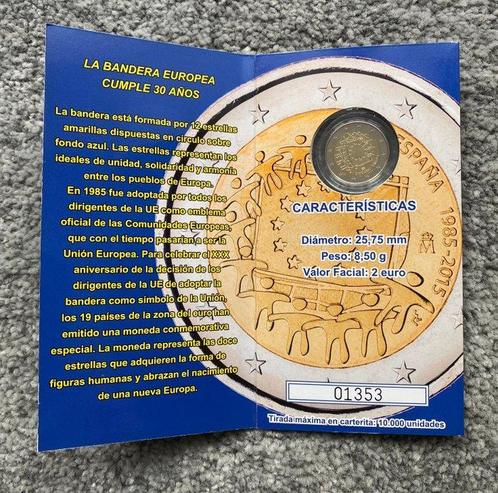 LA BANDERA EUROPEA
CUMPLE 30 AÑOS
La bandera está formada por 12 estrellas
amarillas dispuestas en circulo sobre
fondo azul. Las estrellas representan los
ideales de unidad, solidaridad y armonía
entre los pueblos de Europa.
En 1985 fue adoptada por todos los
dirigentes de la UE como emblema
oficial de las Comunidades Europeas,
que con el tiempo pasarían a ser la
Unión Europea. Para celebrar el XXX
aniversario de la decisión de los
dirigentes de la UE de adoptar la
bandera como símbolo de la Unión,
los 19 países de la zona del euro han
emitido una moneda conmemorativa
especial. La moneda representa las doce
estrellas que adquieren la forma de
figuras humanas y abrazan el nacimiento
de una nueva Europa.
ESPAÑA
1985-2015
CARACTERÍSTICAS
Diámetro: 25,75 mm
Peso: 8,50 g
Valor Facial: 2 euro
01353
Tirada máxima en carterita: 10.000 unidades